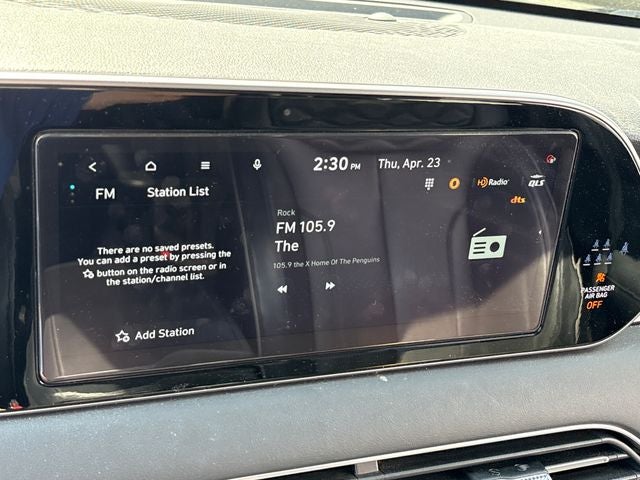 2:30 PM Thu, Apr. 23
FM Station List
HD Radio QLS
dts
Rock
FM 105.9
The
105.9 the X Home Of The Penguins
There are no saved presets.
You can add a preset by pressing the
button on the radio screen or in
the station/channel list.
Add Station
PASSENGER
AIR BAG
OFF